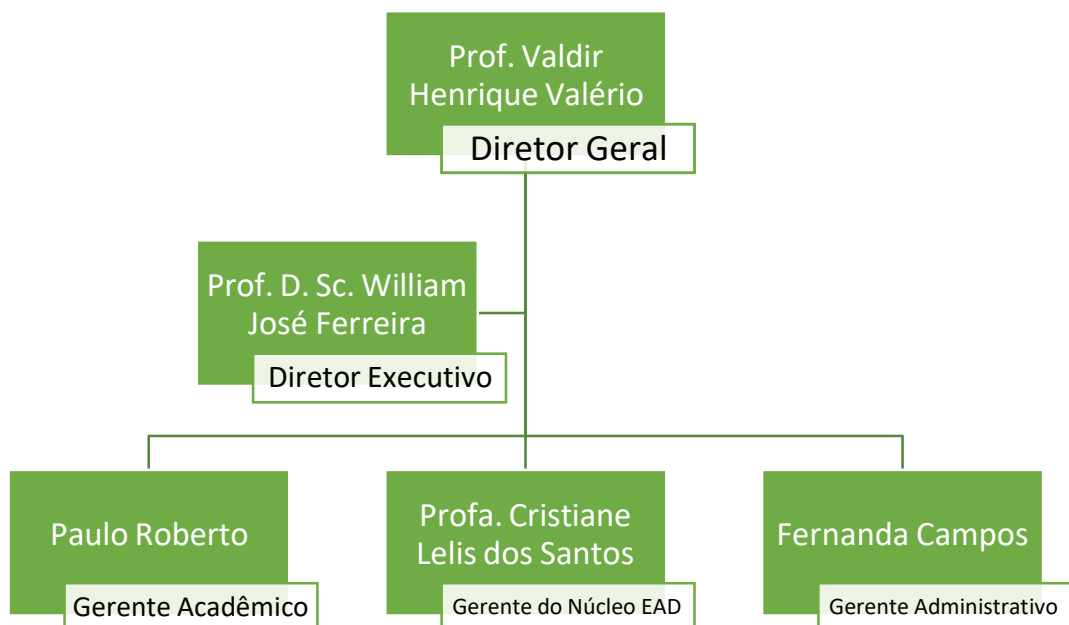 Prof. Valdir
Henrique Valério
Diretor Geral
Prof. D. Sc. William
José Ferreira
Diretor Executivo
Paulo Roberto
Gerente Acadêmico
Profa. Cristiane
Lelis dos Santos
Gerente do Núcleo EAD
Fernanda Campos
Gerente Administrativo